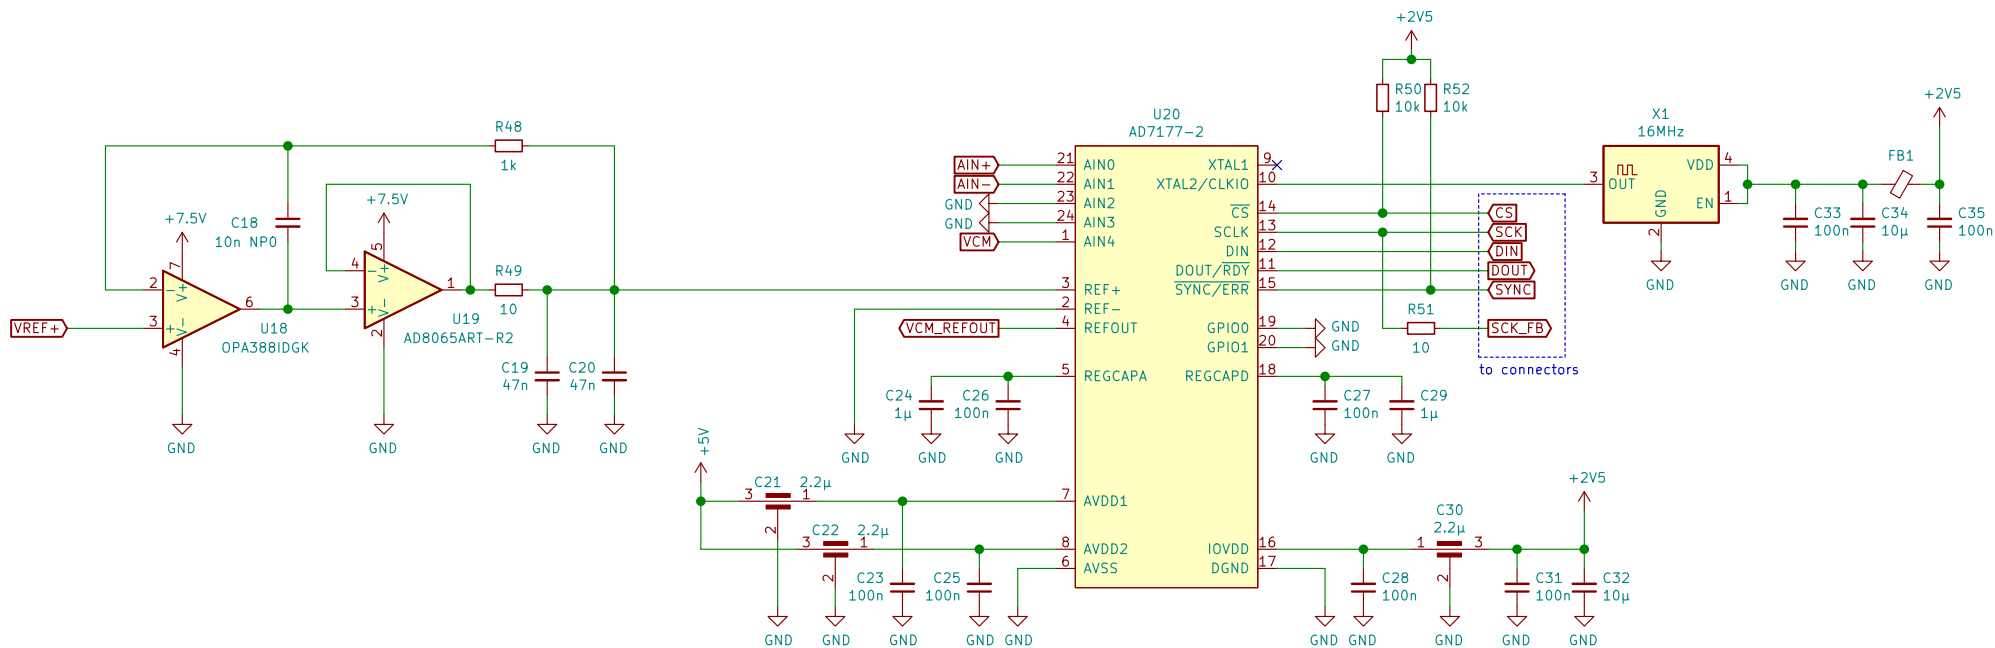 VREF+
+7.5V
2
3
7
4
6
−
+
V+
V-
U18
OPA388IDGK
GND
C18
10n NP0
R48
1k
+7.5V
4
3
5
2
1
−
+
V+
V-
U19
AD8065ART-R2
GND
R49
10
C19
47n
GND
C20
47n
GND
U20
AD7177-2
AIN+
21
AIN0
AIN-
22
AIN1
GND
23
AIN2
GND
24
AIN3
VCM
1
AIN4
3
REF+
2
REF-
VCM_REFOUT
4
REFOUT
GND
5
REGCAPA
C24
1µ
GND
C26
100n
GND
+5V
C21
2.2µ
3
1
2
GND
7
AVDD1
C22
2.2µ
3
1
2
GND
8
AVDD2
6
AVSS
C23
100n
GND
C25
100n
GND
GND
XTAL1
9
XTAL2/CLKIO
10
CS
14
CS
SCLK
13
SCK
DIN
12
DIN
DOUT/RDY
11
DOUT
SYNC/ERR
15
SYNC
GPIO0
19
GND
GPIO1
20
GND
REGCAPD
18
R51
10
SCK_FB
to connectors
+2V5
R50
10k
R52
10k
C27
100n
GND
C29
1µ
GND
IOVDD
16
DGND
17
GND
C28
100n
GND
C30
2.2µ
1
3
2
GND
C31
100n
GND
+2V5
C32
10µ
GND
X1
16MHz
3
OUT
VDD
4
EN
1
GND
2
GND
C33
100n
GND
C34
10µ
GND
FB1
+2V5
C35
100n
GND